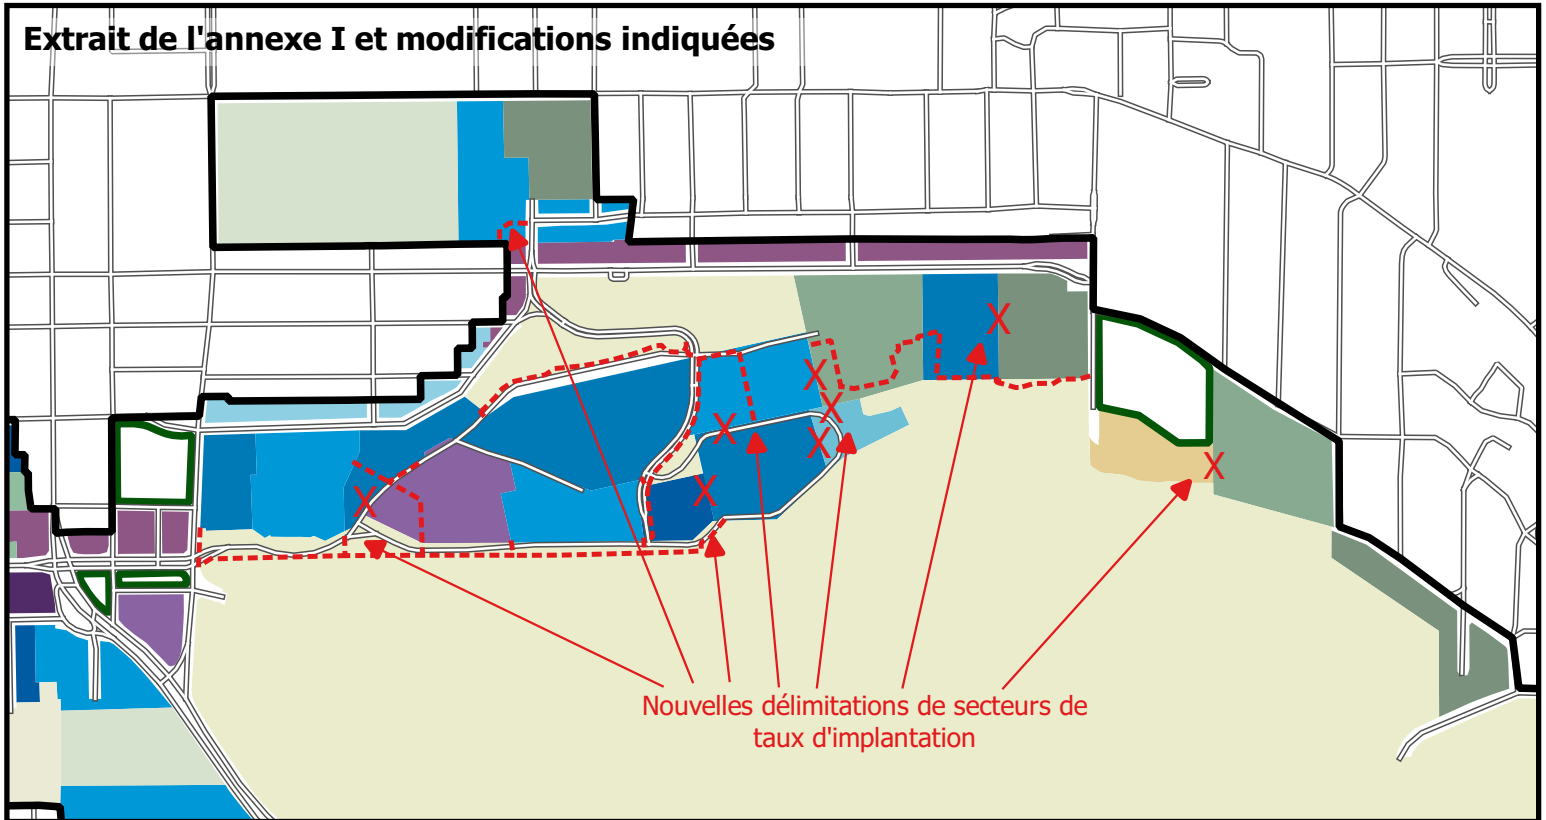 Extrait de l'annexe I et modifications indiquées
X
X
X
X
X
X
X
X
Nouvelles délimitations de secteurs de
taux d'implantation